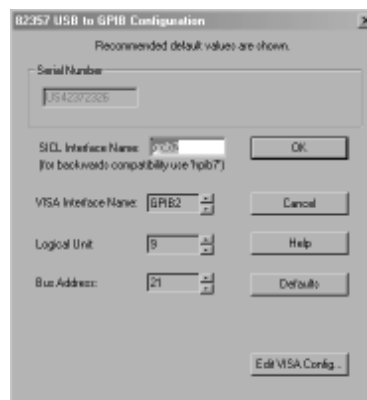 82357 USB to GPIB Configuration
Recommended default values are shown.
Serial Number
US42372326
SICL Interface Name:
OK
(for backwards compatibility use 'hpib7')
VISA Interface Name: GPIB2
Cancel
Logical Unit: 9
Help
Bus Address: 21
Defaults
Edit VISA Config...